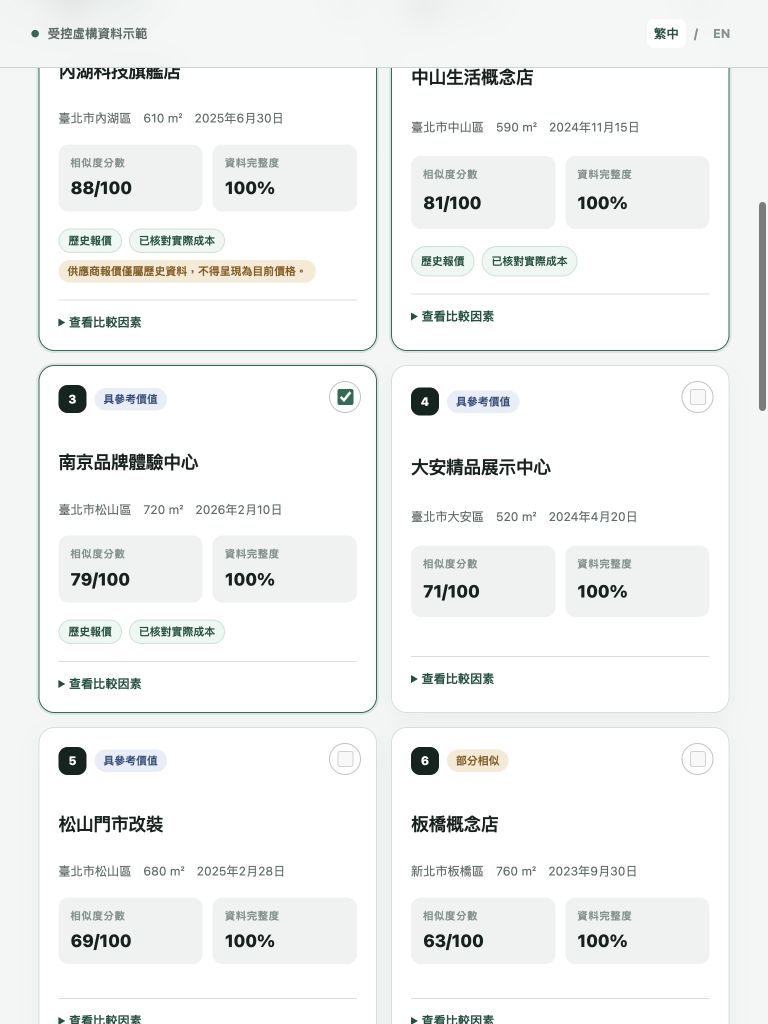 受控虛構資料示範
繁中 / EN
內湖科技旗艦店
臺北市內湖區 610 m² 2025年6月30日
相似度分數
88/100
資料完整度
100%
歷史報價
已核對實際成本
供應商報價僅屬歷史資料，不得呈現為目前價格。
查看比較因素
中山生活概念店
臺北市中山區 590 m² 2024年11月15日
相似度分數
81/100
資料完整度
100%
歷史報價
已核對實際成本
查看比較因素
3
具參考價值
南京品牌體驗中心
臺北市松山區 720 m² 2026年2月10日
相似度分數
79/100
資料完整度
100%
歷史報價
已核對實際成本
查看比較因素
4
具參考價值
大安精品展示中心
臺北市大安區 520 m² 2024年4月20日
相似度分數
71/100
資料完整度
100%
查看比較因素
5
具參考價值
松山門市改裝
臺北市松山區 680 m² 2025年2月28日
相似度分數
69/100
資料完整度
100%
查看比較因素
6
部分相似
板橋概念店
新北市板橋區 760 m² 2023年9月30日
相似度分數
63/100
資料完整度
100%
查看比較因素